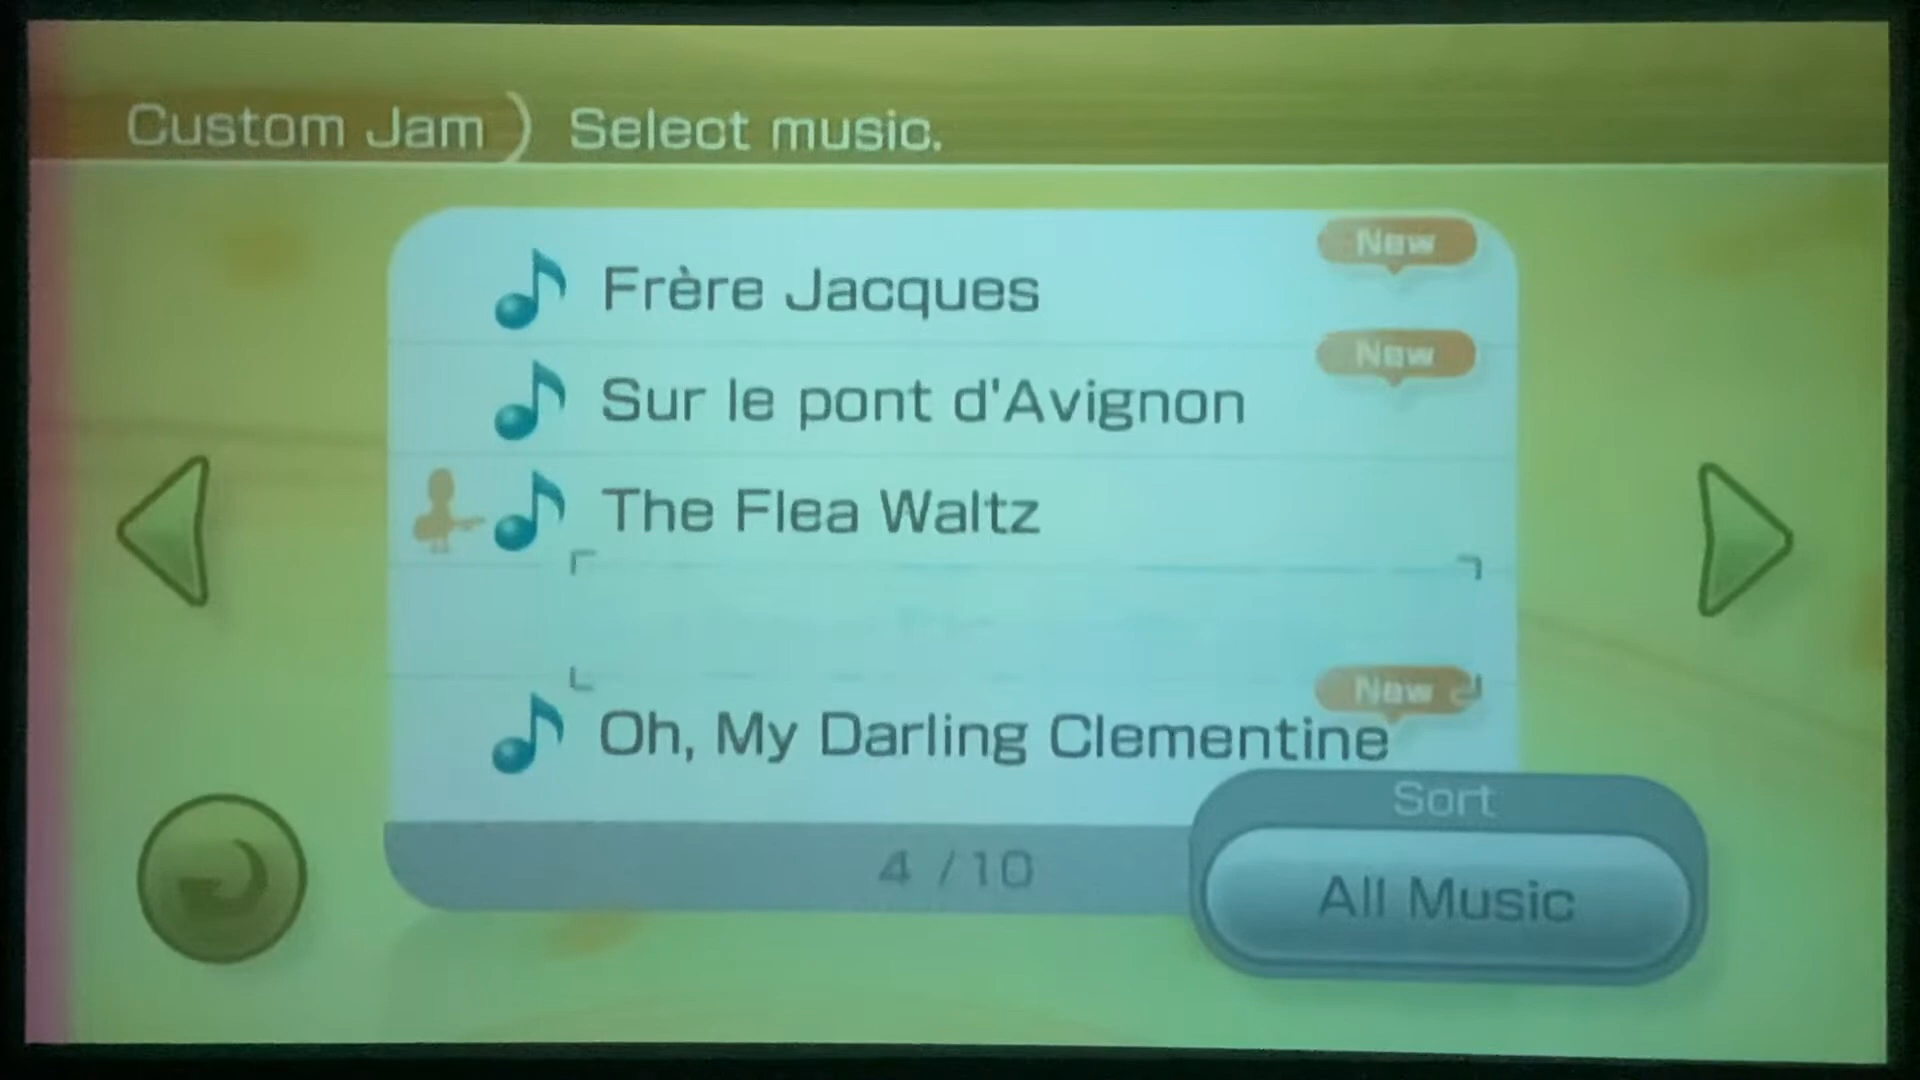 Custom Jam) Select music.
New
Frère Jacques
New
Sur le pont d'Avignon
The Flea Waltz
New
Oh, My Darling Clementine
Sort
4 / 10
All Music